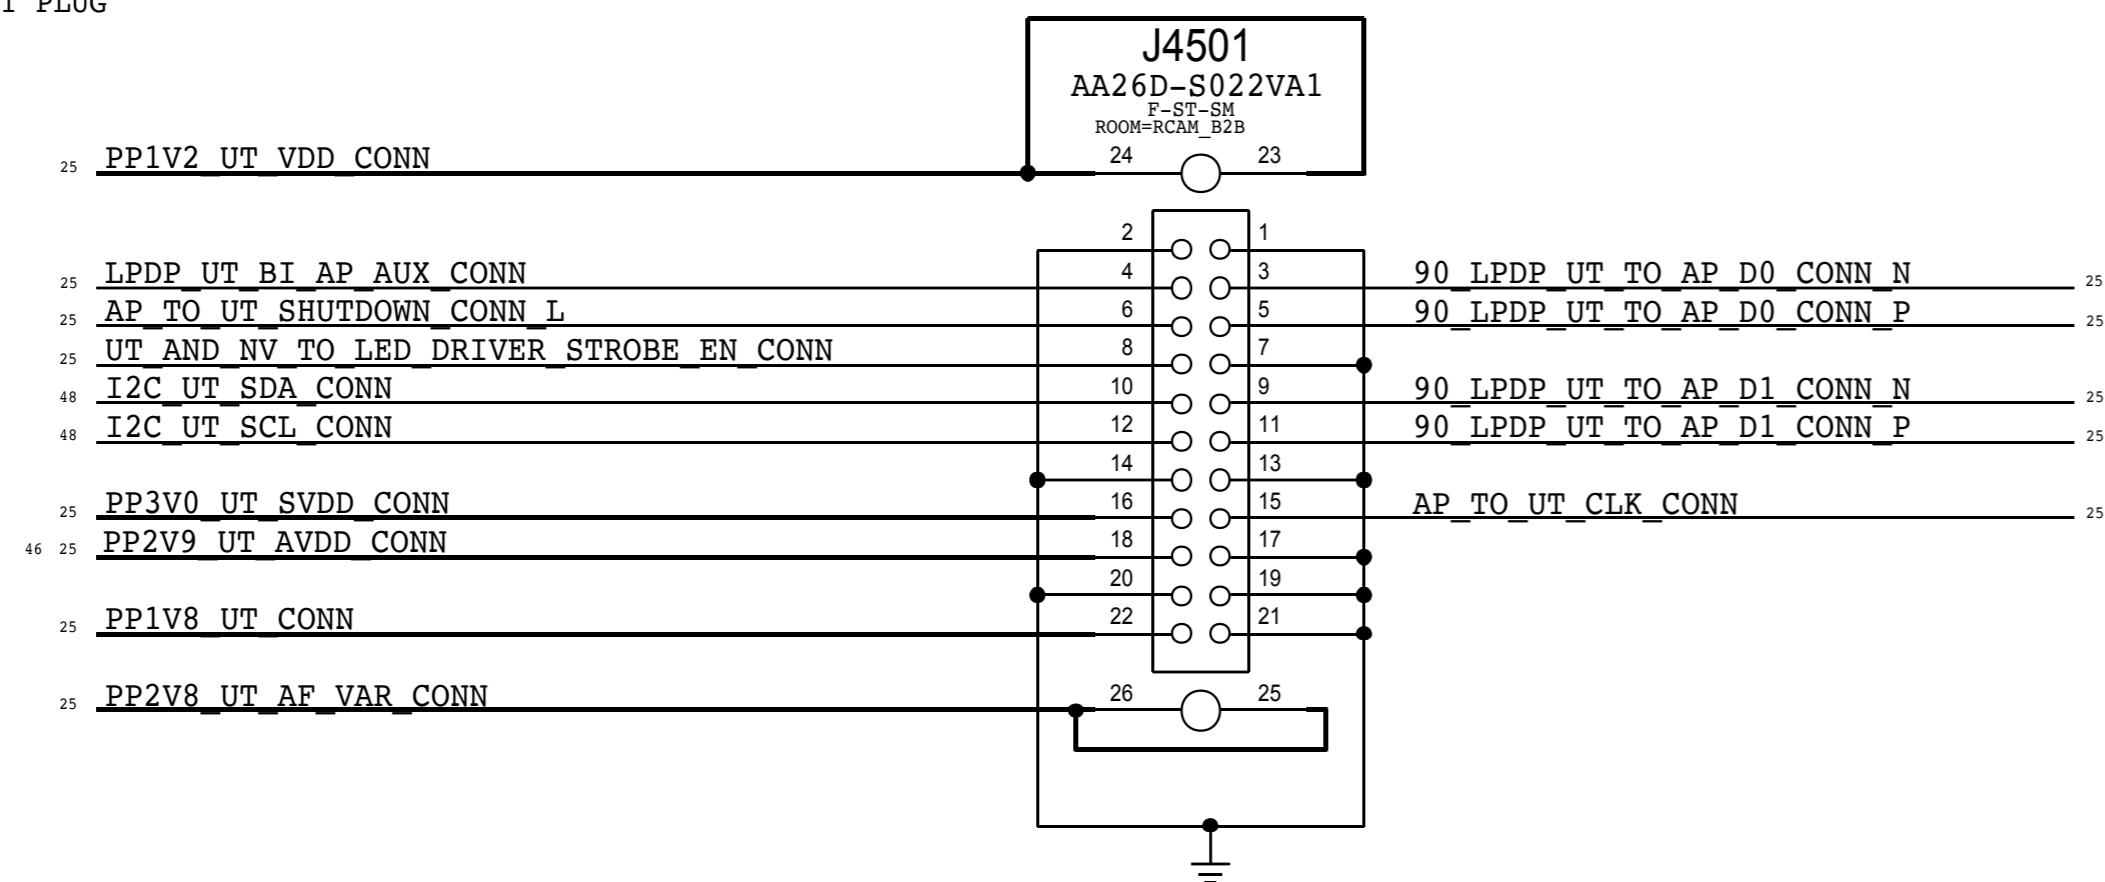 PLUG
J4501
AA26D-S022VA1
F-ST-SM
ROOM=RCAM_B2B
25 PP1V2_UT_VDD_CONN 24 23
2 1
25 LPDP_UT_BI_AP_AUX_CONN 4 3 90_LPDP_UT_TO_AP_D0_CONN_N 25
25 AP_TO_UT_SHUTDOWN_CONN_L 6 5 90_LPDP_UT_TO_AP_D0_CONN_P 25
25 UT_AND_NV_TO_LED_DRIVER_STROBE_EN_CONN 8 7
48 I2C_UT_SDA_CONN 10 9 90_LPDP_UT_TO_AP_D1_CONN_N 25
48 I2C_UT_SCL_CONN 12 11 90_LPDP_UT_TO_AP_D1_CONN_P 25
14 13
25 PP3V0_UT_SVDD_CONN 16 15 AP_TO_UT_CLK_CONN 25
46 25 PP2V9_UT_AVDD_CONN 18 17
20 19
25 PP1V8_UT_CONN 22 21
25 PP2V8_UT_AF_VAR_CONN 26 25